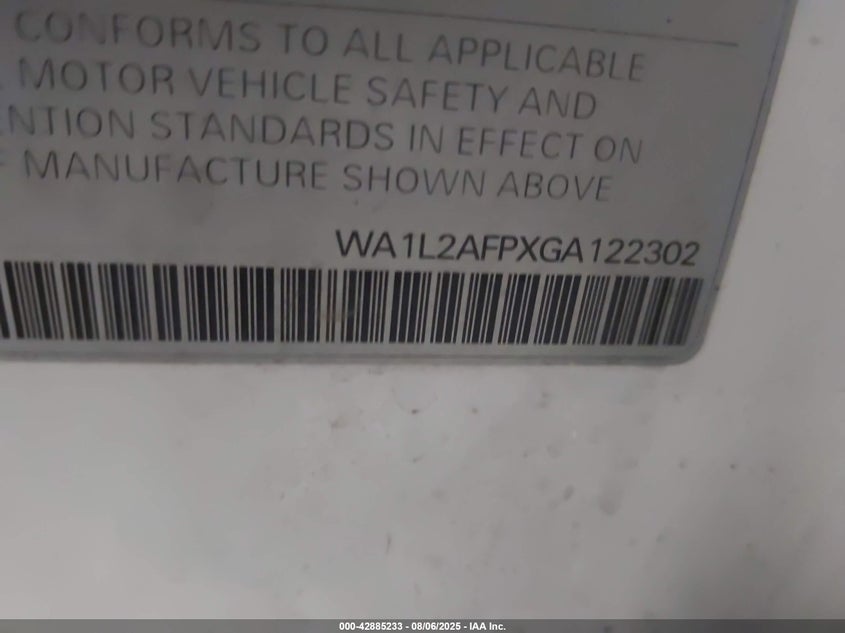 CONFORMS TO ALL APPLICABLE
MOTOR VEHICLE SAFETY AND
NTION STANDARDS IN EFFECT ON
F MANUFACTURE SHOWN ABOVE
WA1L2AFPXGA122302
000-42885233 - 08/06/2025 - IAA Inc.